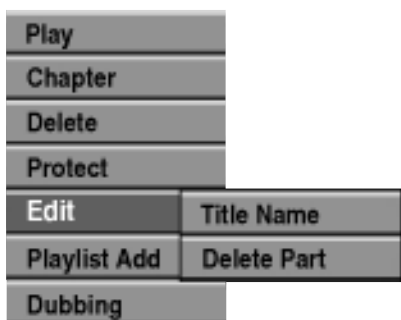 Play
Chapter
Delete
Protect
Edit
Title Name
Playlist Add
Delete Part
Dubbing